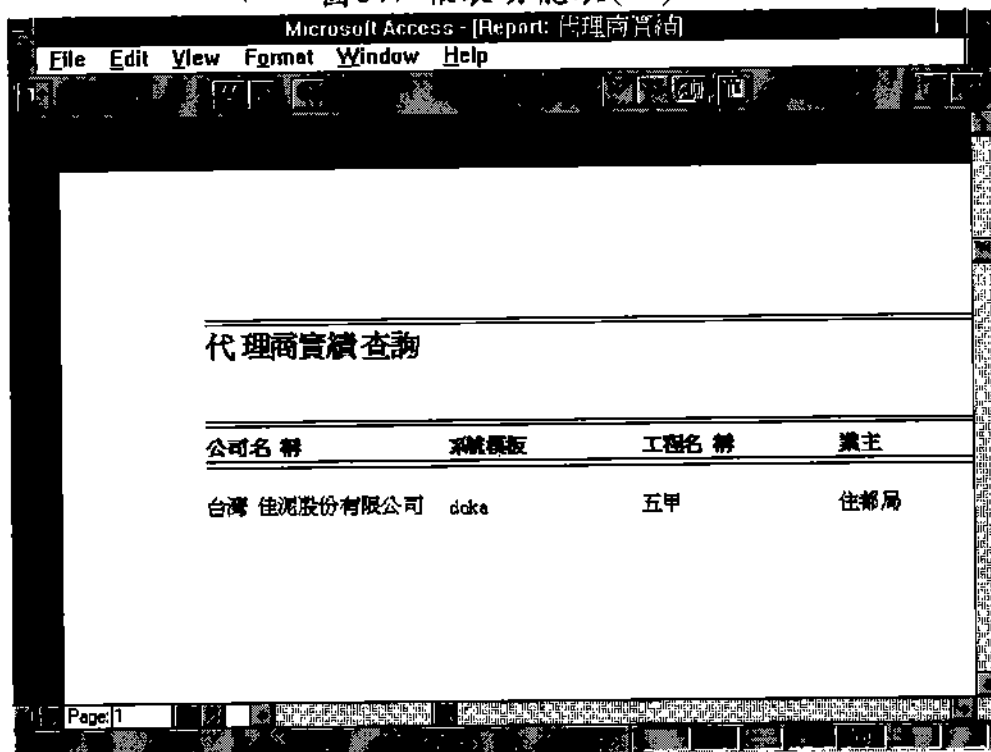 Microsoft Access - [Report: 代理商實績]
File Edit View Format Window Help
代理商實績查詢
公司名稱 系統模板 工程名稱 業主
台灣佳泥股份有限公司 doka 五甲 住都局
Page: 1